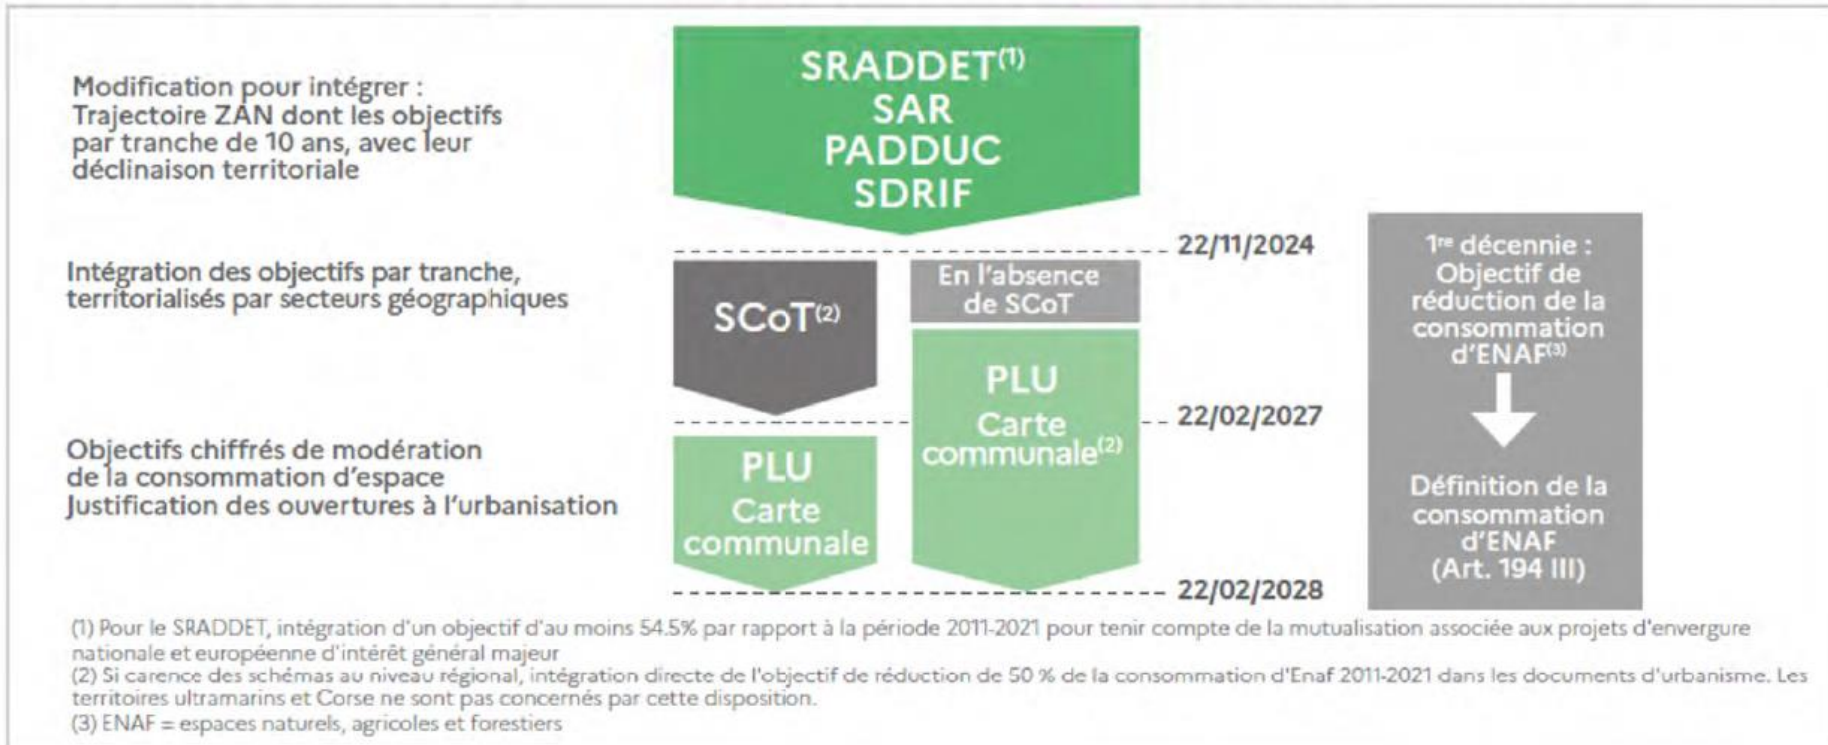 Modification pour intégrer :
Trajectoire ZAN dont les objectifs
par tranche de 10 ans, avec leur
déclinaison territoriale
SRADDET(1)
SAR
PADDUC
SDRIF
22/11/2024
Intégration des objectifs par tranche,
territorialisés par secteurs géographiques
SCoT(2)
En l'absence
de SCoT
PLU
Carte
communale(2)
22/02/2027
Objectifs chiffrés de modération
de la consommation d'espace
Justification des ouvertures à l'urbanisation
PLU
Carte
communale
22/02/2028
1re décennie :
Objectif de
réduction de la
consommation
d'ENAF(3)
Définition de la
consommation
d'ENAF
(Art. 194 III)
(1) Pour le SRADDET, intégration d'un objectif d'au moins 54.5% par rapport à la période 2011-2021 pour tenir compte de la mutualisation associée aux projets d'envergure
nationale et européenne d'intérêt général majeur
(2) Si carence des schémas au niveau régional, intégration directe de l'objectif de réduction de 50 % de la consommation d'Enaf 2011-2021 dans les documents d'urbanisme. Les
territoires ultramarins et Corse ne sont pas concernés par cette disposition.
(3) ENAF = espaces naturels, agricoles et forestiers